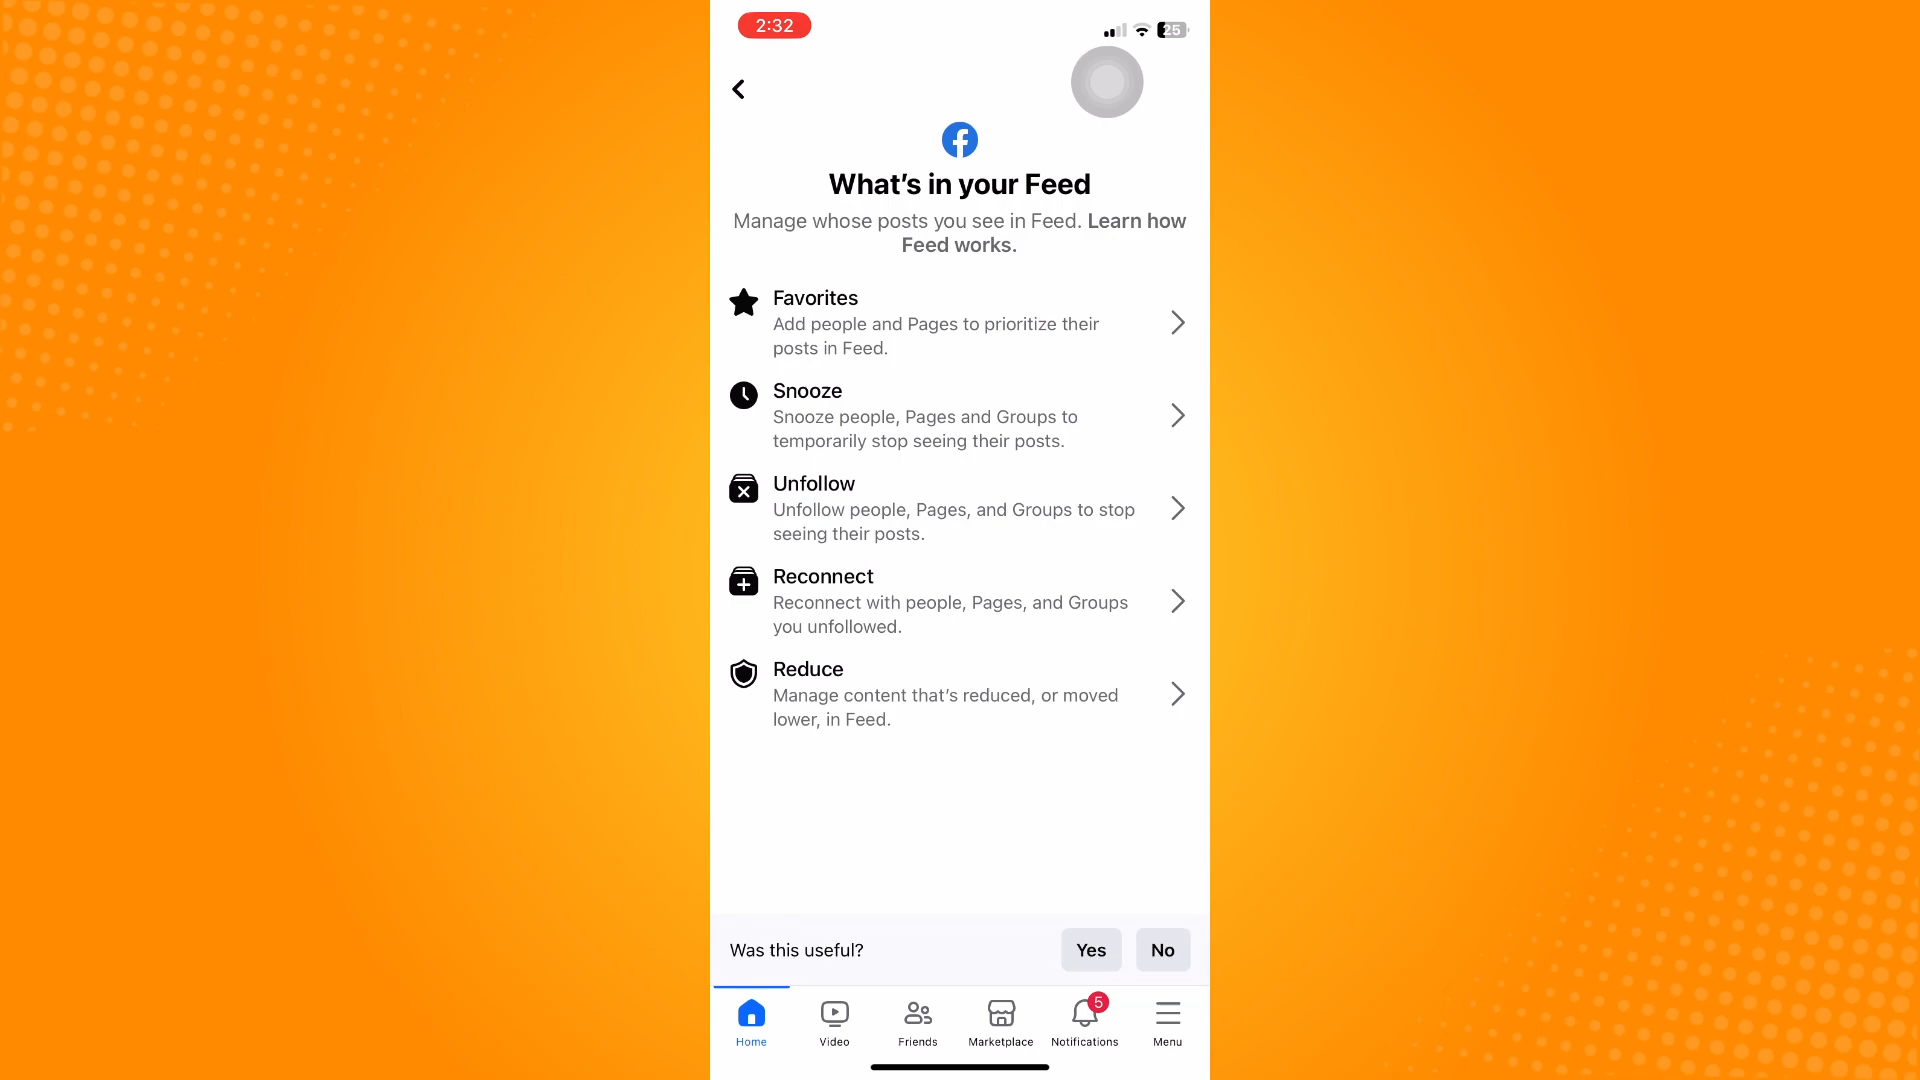 2:32
25
What's in your Feed
Manage whose posts you see in Feed. Learn how
Feed works.
Favorites
Add people and Pages to prioritize their
posts in Feed.
Snooze
Snooze people, Pages and Groups to
temporarily stop seeing their posts.
Unfollow
Unfollow people, Pages, and Groups to stop
seeing their posts.
Reconnect
Reconnect with people, Pages, and Groups
you unfollowed.
Reduce
Manage content that's reduced, or moved
lower, in Feed.
Was this useful? Yes No
5
Home Video Friends Marketplace Notifications Menu